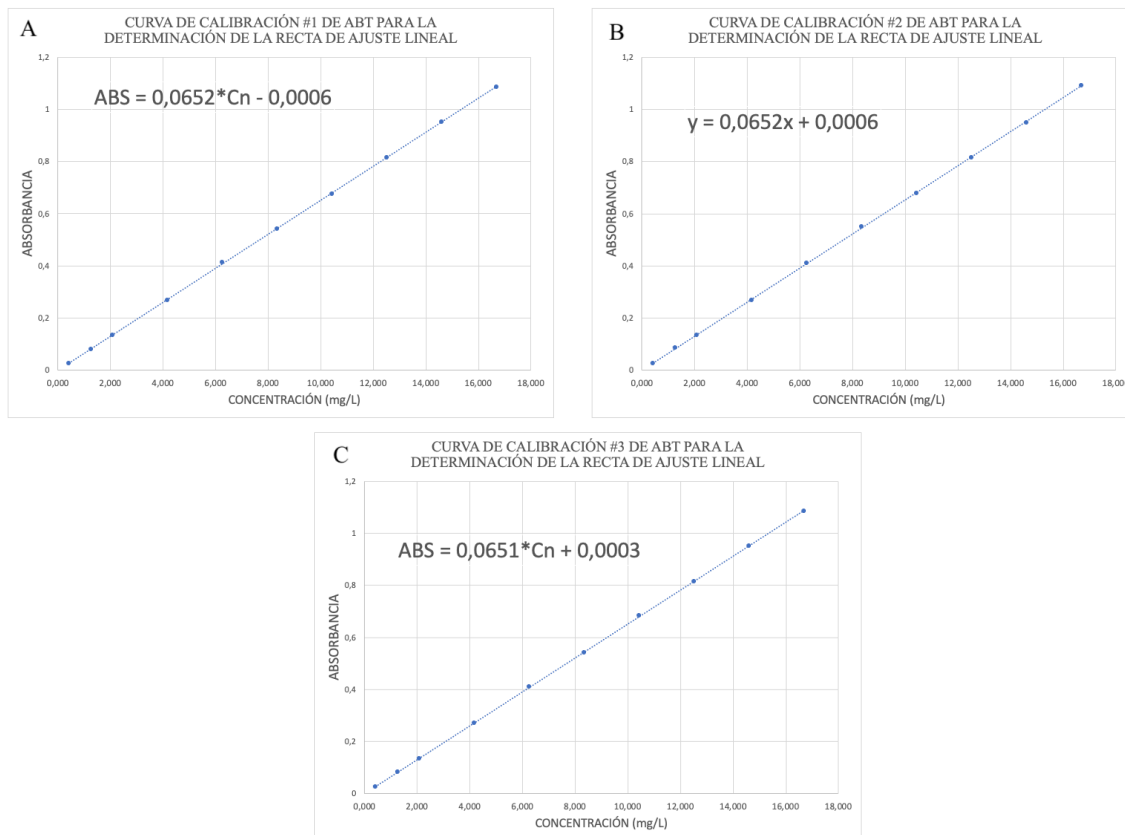 A
CURVA DE CALIBRACIÓN #1 DE ABT PARA LA
DETERMINACIÓN DE LA RECTA DE AJUSTE LINEAL
ABS = 0,0652*Cn - 0,0006
ABSORBANCIA
1,2
1
0,8
0,6
0,4
0,2
0
0,000 2,000 4,000 6,000 8,000 10,000 12,000 14,000 16,000 18,000
CONCENTRACIÓN (mg/L)
B
CURVA DE CALIBRACIÓN #2 DE ABT PARA LA
DETERMINACIÓN DE LA RECTA DE AJUSTE LINEAL
y = 0,0652x + 0,0006
ABSORBANCIA
1,2
1
0,8
0,6
0,4
0,2
0
0,000 2,000 4,000 6,000 8,000 10,000 12,000 14,000 16,000 18,000
CONCENTRACIÓN (mg/L)
C
CURVA DE CALIBRACIÓN #3 DE ABT PARA LA
DETERMINACIÓN DE LA RECTA DE AJUSTE LINEAL
ABS = 0,0651*Cn + 0,0003
ABSORBANCIA
1,2
1
0,8
0,6
0,4
0,2
0
0,000 2,000 4,000 6,000 8,000 10,000 12,000 14,000 16,000 18,000
CONCENTRACIÓN (mg/L)